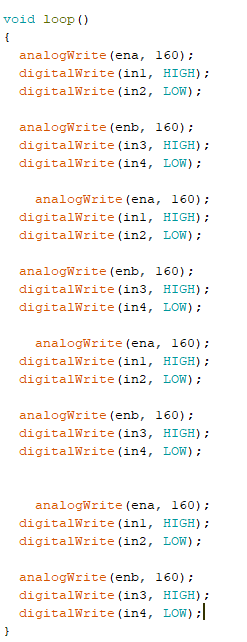 void loop()
{
  analogWrite(ena, 160);
  digitalWrite(in1, HIGH);
  digitalWrite(in2, LOW);

  analogWrite(enb, 160);
  digitalWrite(in3, HIGH);
  digitalWrite(in4, LOW);

    analogWrite(ena, 160);
  digitalWrite(in1, HIGH);
  digitalWrite(in2, LOW);

  analogWrite(enb, 160);
  digitalWrite(in3, HIGH);
  digitalWrite(in4, LOW);

    analogWrite(ena, 160);
  digitalWrite(in1, HIGH);
  digitalWrite(in2, LOW);

  analogWrite(enb, 160);
  digitalWrite(in3, HIGH);
  digitalWrite(in4, LOW);


    analogWrite(ena, 160);
  digitalWrite(in1, HIGH);
  digitalWrite(in2, LOW);

  analogWrite(enb, 160);
  digitalWrite(in3, HIGH);
  digitalWrite(in4, LOW);
}